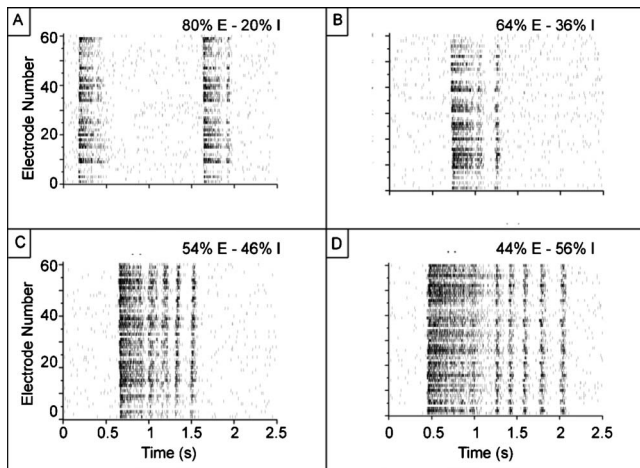 A
80% E - 20% I
60
40
20
0
Electrode Number
B
64% E - 36% I
C
54% E - 46% I
60
40
20
0
Electrode Number
0
0.5
1
1.5
2
2.5
Time (s)
D
44% E - 56% I
0
0.5
1
1.5
2
2.5
Time (s)